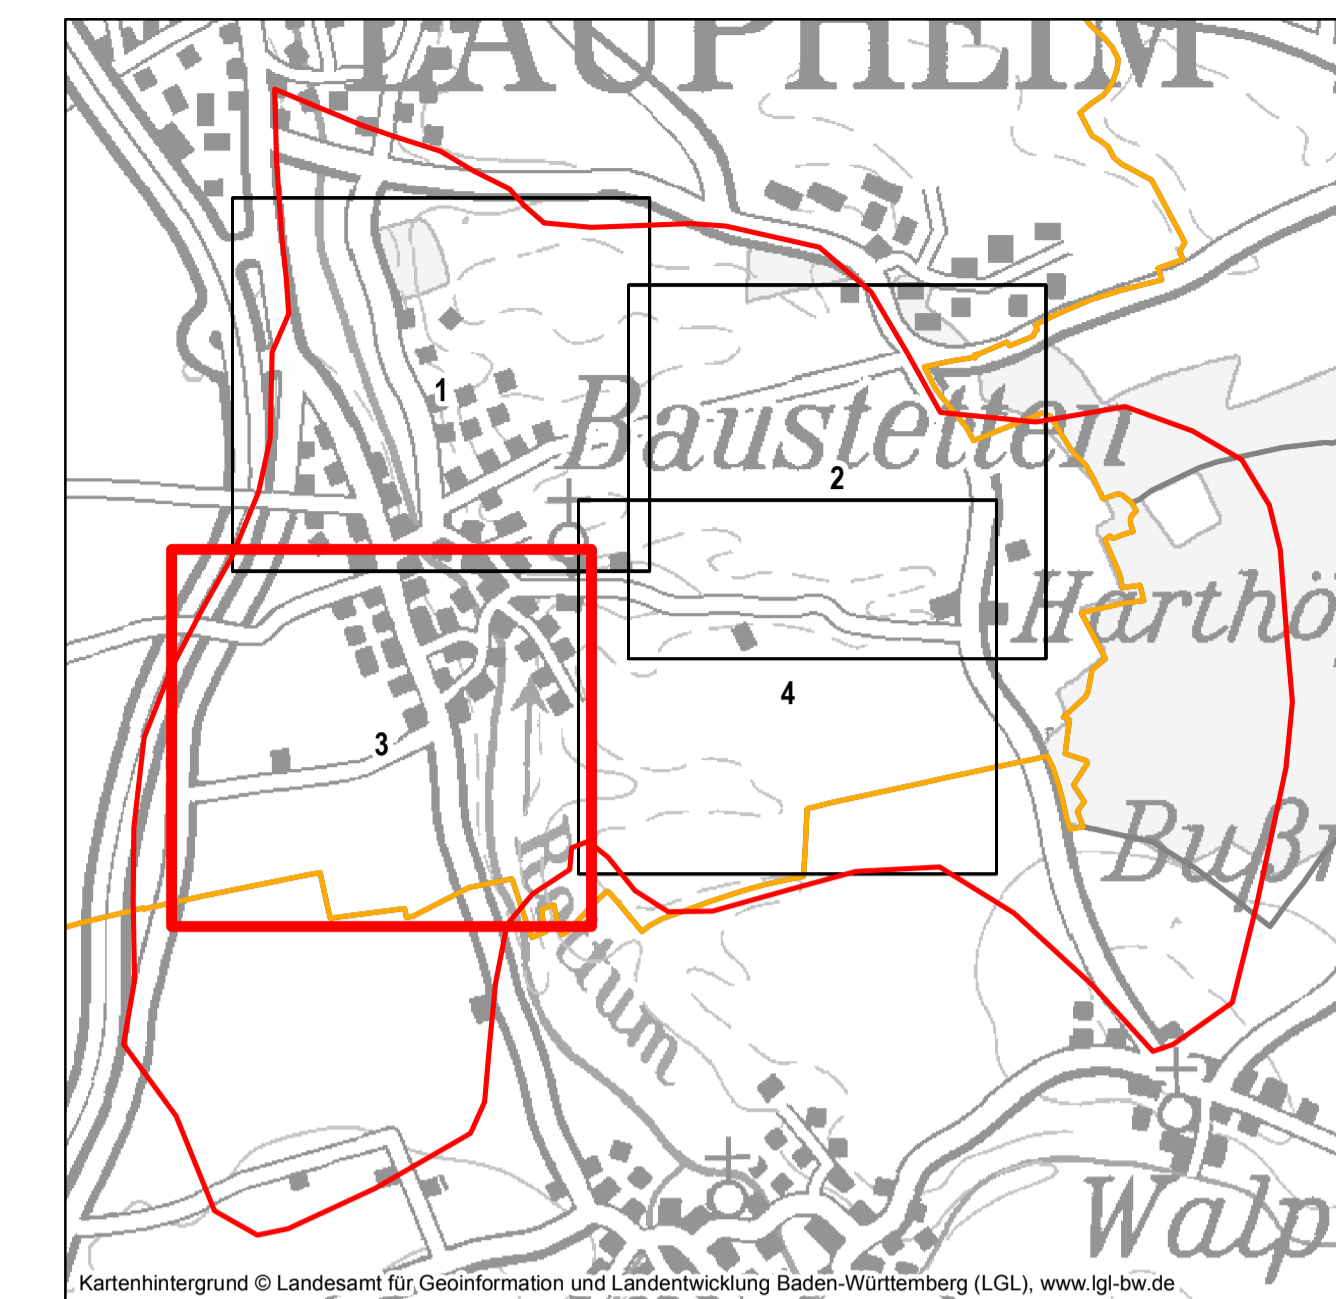 LAUPHEIM
1
Baustetten
2
Harthö
4
3
Bußr
Rottum
Walp
Kartenhintergrund © Landesamt für Geoinformation und Landentwicklung Baden-Württemberg (LGL), www.lgl-bw.de